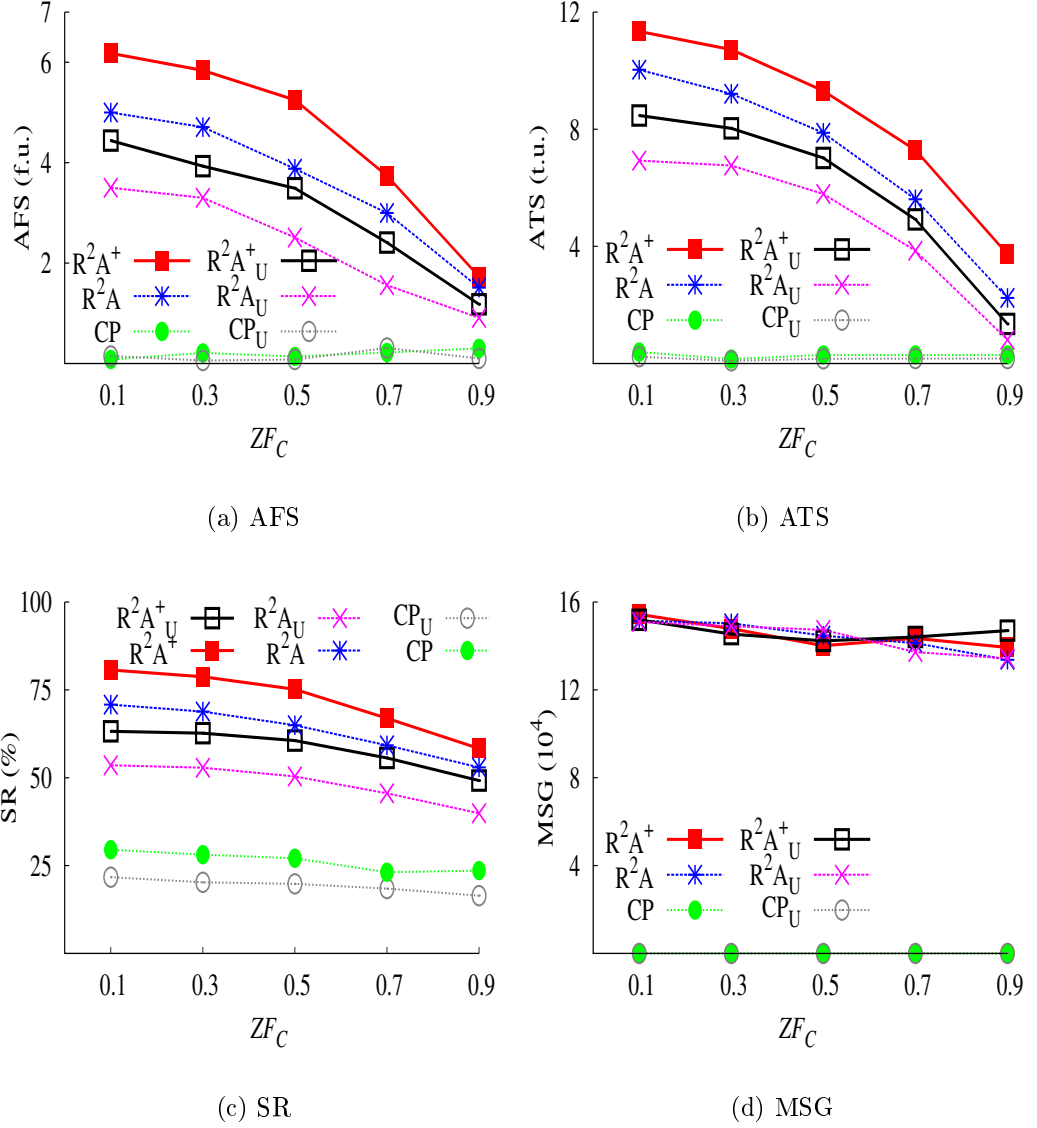 7
6
4
2
AFS (f.u.)
R²A⁺ R²A⁺U
R²A R²AU
CP CPU
0.1 0.3 0.5 0.7 0.9
ZFC
(a) AFS
12
8
4
ATS (t.u.)
R²A⁺ R²A⁺U
R²A R²AU
CP CPU
0.1 0.3 0.5 0.7 0.9
ZFC
(b) ATS
100
75
50
25
SR (%)
R²A⁺U R²AU CPU
R²A⁺ R²A CP
0.1 0.3 0.5 0.7 0.9
ZFC
(c) SR
16
12
8
4
MSG (10⁴)
R²A⁺ R²A⁺U
R²A R²AU
CP CPU
0.1 0.3 0.5 0.7 0.9
ZFC
(d) MSG